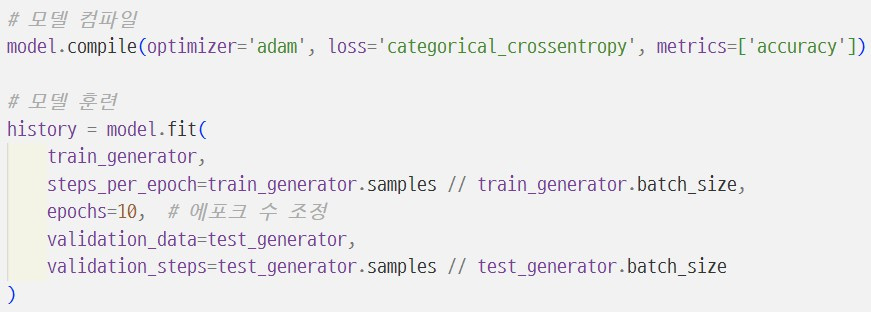 # 모델 컴파일
model.compile(optimizer='adam', loss='categorical_crossentropy', metrics=['accuracy'])
# 모델 훈련
history = model.fit(
    train_generator,
    steps_per_epoch=train_generator.samples // train_generator.batch_size,
    epochs=10,  # 에포크 수 조정
    validation_data=test_generator,
    validation_steps=test_generator.samples // test_generator.batch_size
)